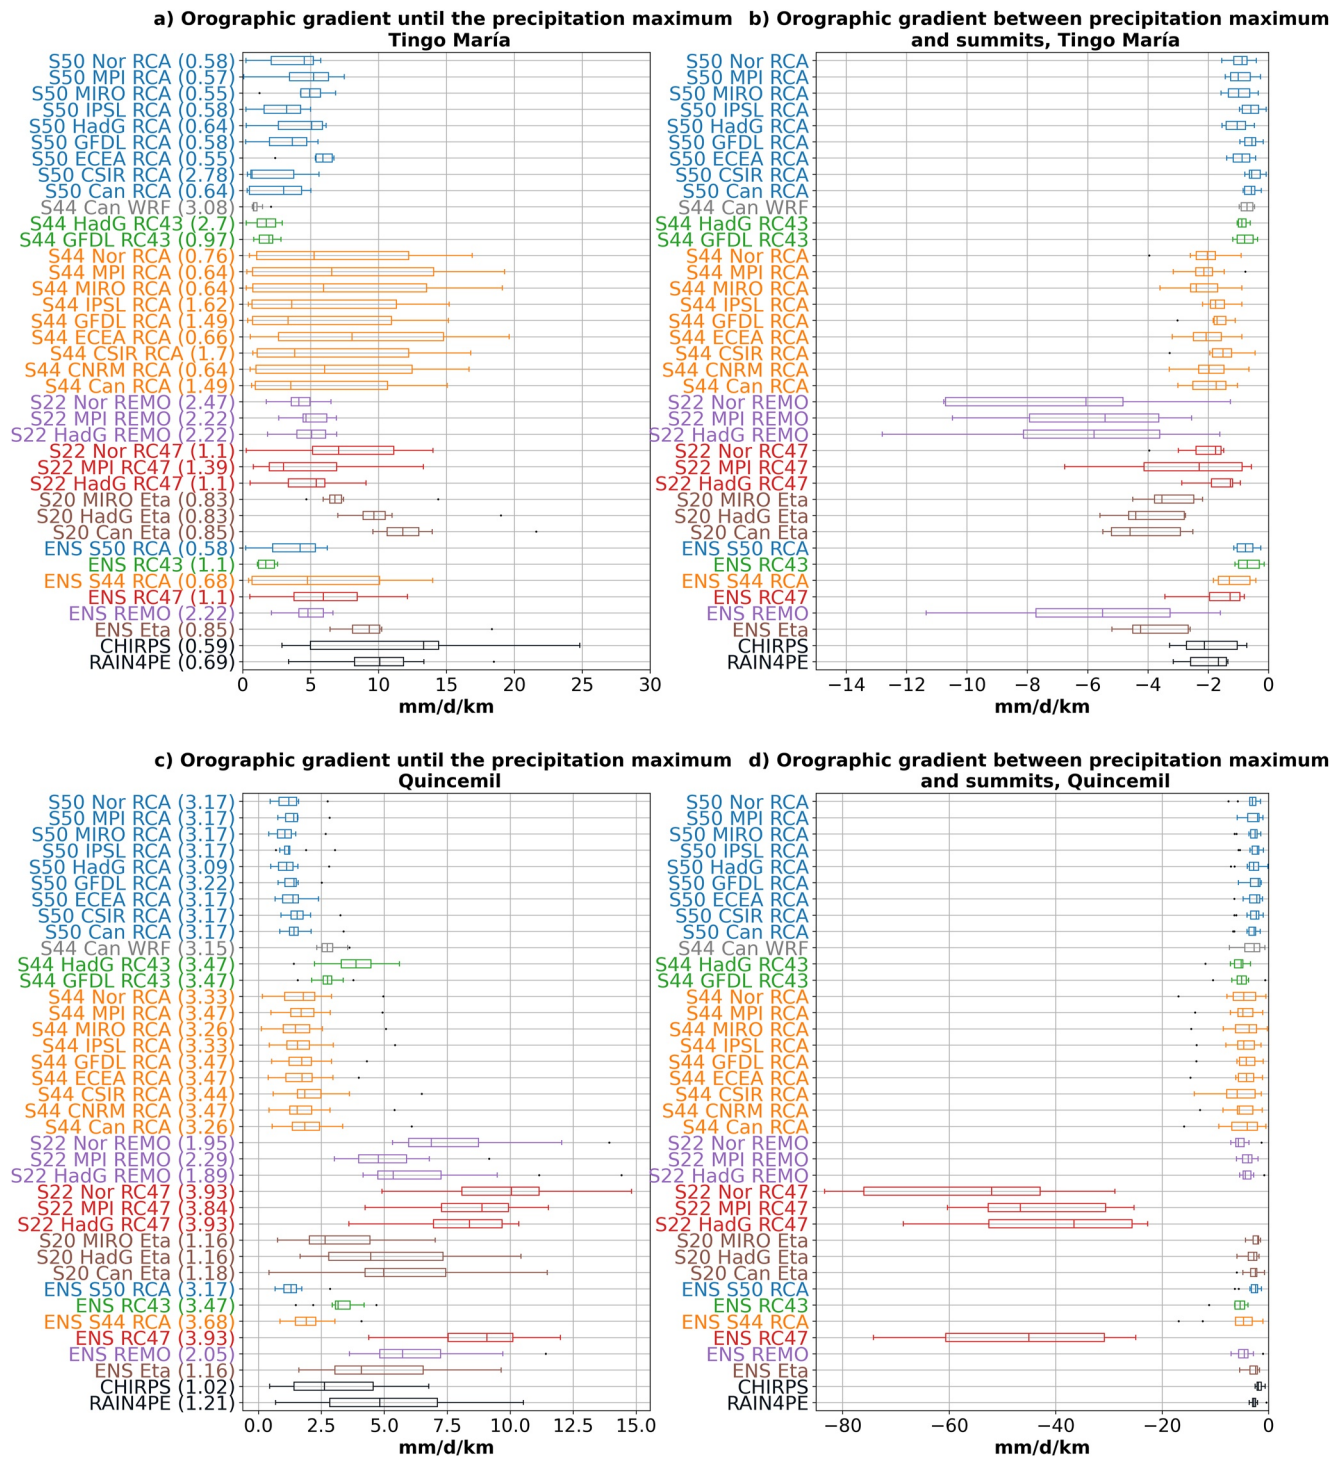 a) Orographic gradient until the precipitation maximum
Tingo María
S50 Nor RCA (0.58)
S50 MPI RCA (0.57)
S50 MIRO RCA (0.55)
S50 IPSL RCA (0.58)
S50 HadG RCA (0.64)
S50 GFDL RCA (0.58)
S50 ECEA RCA (0.55)
S50 CSIR RCA (2.78)
S50 Can RCA (0.64)
S44 Can WRF (3.08)
S44 HadG RC43 (2.7)
S44 GFDL RC43 (0.97)
S44 Nor RCA (0.76)
S44 MPI RCA (0.64)
S44 MIRO RCA (0.64)
S44 IPSL RCA (1.62)
S44 GFDL RCA (1.49)
S44 ECEA RCA (0.66)
S44 CSIR RCA (1.7)
S44 CNRM RCA (0.64)
S44 Can RCA (1.49)
S22 Nor REMO (2.47)
S22 MPI REMO (2.22)
S22 HadG REMO (2.22)
S22 Nor RC47 (1.1)
S22 MPI RC47 (1.39)
S22 HadG RC47 (1.1)
S20 MIRO Eta (0.83)
S20 HadG Eta (0.83)
S20 Can Eta (0.85)
ENS S50 RCA (0.58)
ENS RC43 (1.1)
ENS S44 RCA (0.68)
ENS RC47 (1.1)
ENS REMO (2.22)
ENS Eta (0.85)
CHIRPS (0.59)
RAIN4PE (0.69)
0 5 10 15 20 25 30
mm/d/km
b) Orographic gradient between precipitation maximum
and summits, Tingo María
S50 Nor RCA
S50 MPI RCA
S50 MIRO RCA
S50 IPSL RCA
S50 HadG RCA
S50 GFDL RCA
S50 ECEA RCA
S50 CSIR RCA
S50 Can RCA
S44 Can WRF
S44 HadG RC43
S44 GFDL RC43
S44 Nor RCA
S44 MPI RCA
S44 MIRO RCA
S44 IPSL RCA
S44 GFDL RCA
S44 ECEA RCA
S44 CSIR RCA
S44 CNRM RCA
S44 Can RCA
S22 Nor REMO
S22 MPI REMO
S22 HadG REMO
S22 Nor RC47
S22 MPI RC47
S22 HadG RC47
S20 MIRO Eta
S20 HadG Eta
S20 Can Eta
ENS S50 RCA
ENS RC43
ENS S44 RCA
ENS RC47
ENS REMO
ENS Eta
CHIRPS
RAIN4PE
−14 −12 −10 −8 −6 −4 −2 0
mm/d/km
c) Orographic gradient until the precipitation maximum
Quincemil
S50 Nor RCA (3.17)
S50 MPI RCA (3.17)
S50 MIRO RCA (3.17)
S50 IPSL RCA (3.17)
S50 HadG RCA (3.09)
S50 GFDL RCA (3.22)
S50 ECEA RCA (3.17)
S50 CSIR RCA (3.17)
S50 Can RCA (3.17)
S44 Can WRF (3.15)
S44 HadG RC43 (3.47)
S44 GFDL RC43 (3.47)
S44 Nor RCA (3.33)
S44 MPI RCA (3.47)
S44 MIRO RCA (3.26)
S44 IPSL RCA (3.33)
S44 GFDL RCA (3.47)
S44 ECEA RCA (3.47)
S44 CSIR RCA (3.44)
S44 CNRM RCA (3.47)
S44 Can RCA (3.26)
S22 Nor REMO (1.95)
S22 MPI REMO (2.29)
S22 HadG REMO (1.89)
S22 Nor RC47 (3.93)
S22 MPI RC47 (3.84)
S22 HadG RC47 (3.93)
S20 MIRO Eta (1.16)
S20 HadG Eta (1.16)
S20 Can Eta (1.18)
ENS S50 RCA (3.17)
ENS RC43 (3.47)
ENS S44 RCA (3.68)
ENS RC47 (3.93)
ENS REMO (2.05)
ENS Eta (1.16)
CHIRPS (1.02)
RAIN4PE (1.21)
0.0 2.5 5.0 7.5 10.0 12.5 15.0
mm/d/km
d) Orographic gradient between precipitation maximum
and summits, Quincemil
S50 Nor RCA
S50 MPI RCA
S50 MIRO RCA
S50 IPSL RCA
S50 HadG RCA
S50 GFDL RCA
S50 ECEA RCA
S50 CSIR RCA
S50 Can RCA
S44 Can WRF
S44 HadG RC43
S44 GFDL RC43
S44 Nor RCA
S44 MPI RCA
S44 MIRO RCA
S44 IPSL RCA
S44 GFDL RCA
S44 ECEA RCA
S44 CSIR RCA
S44 CNRM RCA
S44 Can RCA
S22 Nor REMO
S22 MPI REMO
S22 HadG REMO
S22 Nor RC47
S22 MPI RC47
S22 HadG RC47
S20 MIRO Eta
S20 HadG Eta
S20 Can Eta
ENS S50 RCA
ENS RC43
ENS S44 RCA
ENS RC47
ENS REMO
ENS Eta
CHIRPS
RAIN4PE
−80 −60 −40 −20 0
mm/d/km